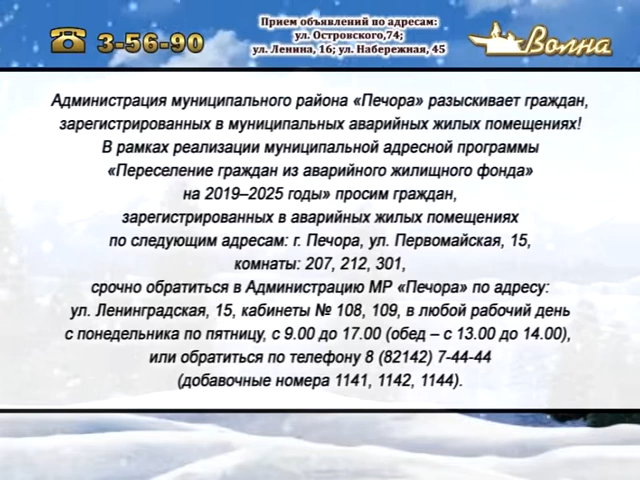 Прием объявлений по адресам:
3-56-90
ул. Островского,74;
ул. Ленина, 16; ул. Набережная, 45
Волна
Администрация муниципального района «Печора» разыскивает граждан,
зарегистрированных в муниципальных аварийных жилых помещениях!
В рамках реализации муниципальной адресной программы
«Переселение граждан из аварийного жилищного фонда»
на 2019–2025 годы» просим граждан,
зарегистрированных в аварийных жилых помещениях
по следующим адресам: г. Печора, ул. Первомайская, 15,
комнаты: 207, 212, 301,
срочно обратиться в Администрацию МР «Печора» по адресу:
ул. Ленинградская, 15, кабинеты № 108, 109, в любой рабочий день
с понедельника по пятницу, с 9.00 до 17.00 (обед – с 13.00 до 14.00),
или обратиться по телефону 8 (82142) 7-44-44
(добавочные номера 1141, 1142, 1144).